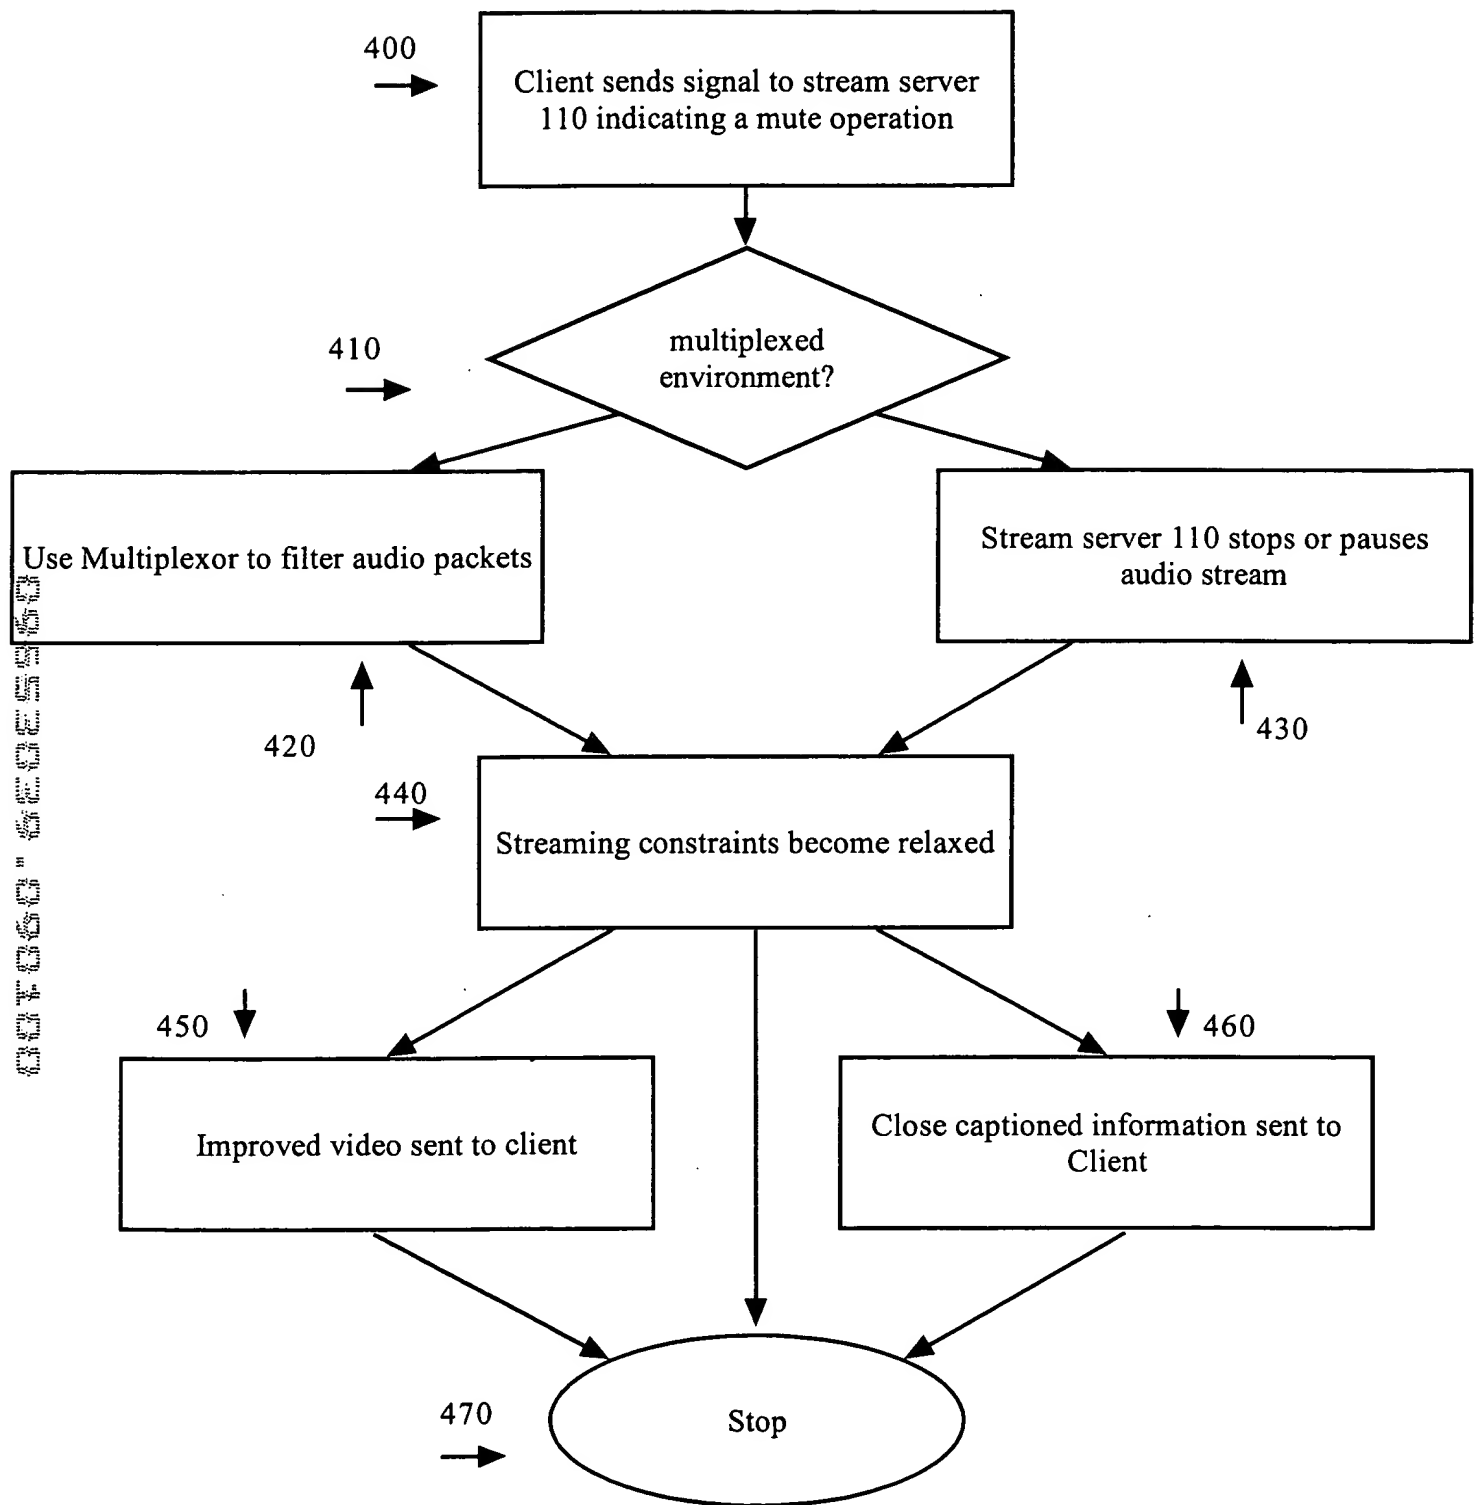 400
Client sends signal to stream server
110 indicating a mute operation
410
multiplexed
environment?
Use Multiplexor to filter audio packets
Stream server 110 stops or pauses
audio stream
420
430
440
Streaming constraints become relaxed
450
460
Improved video sent to client
Close captioned information sent to
Client
470
Stop